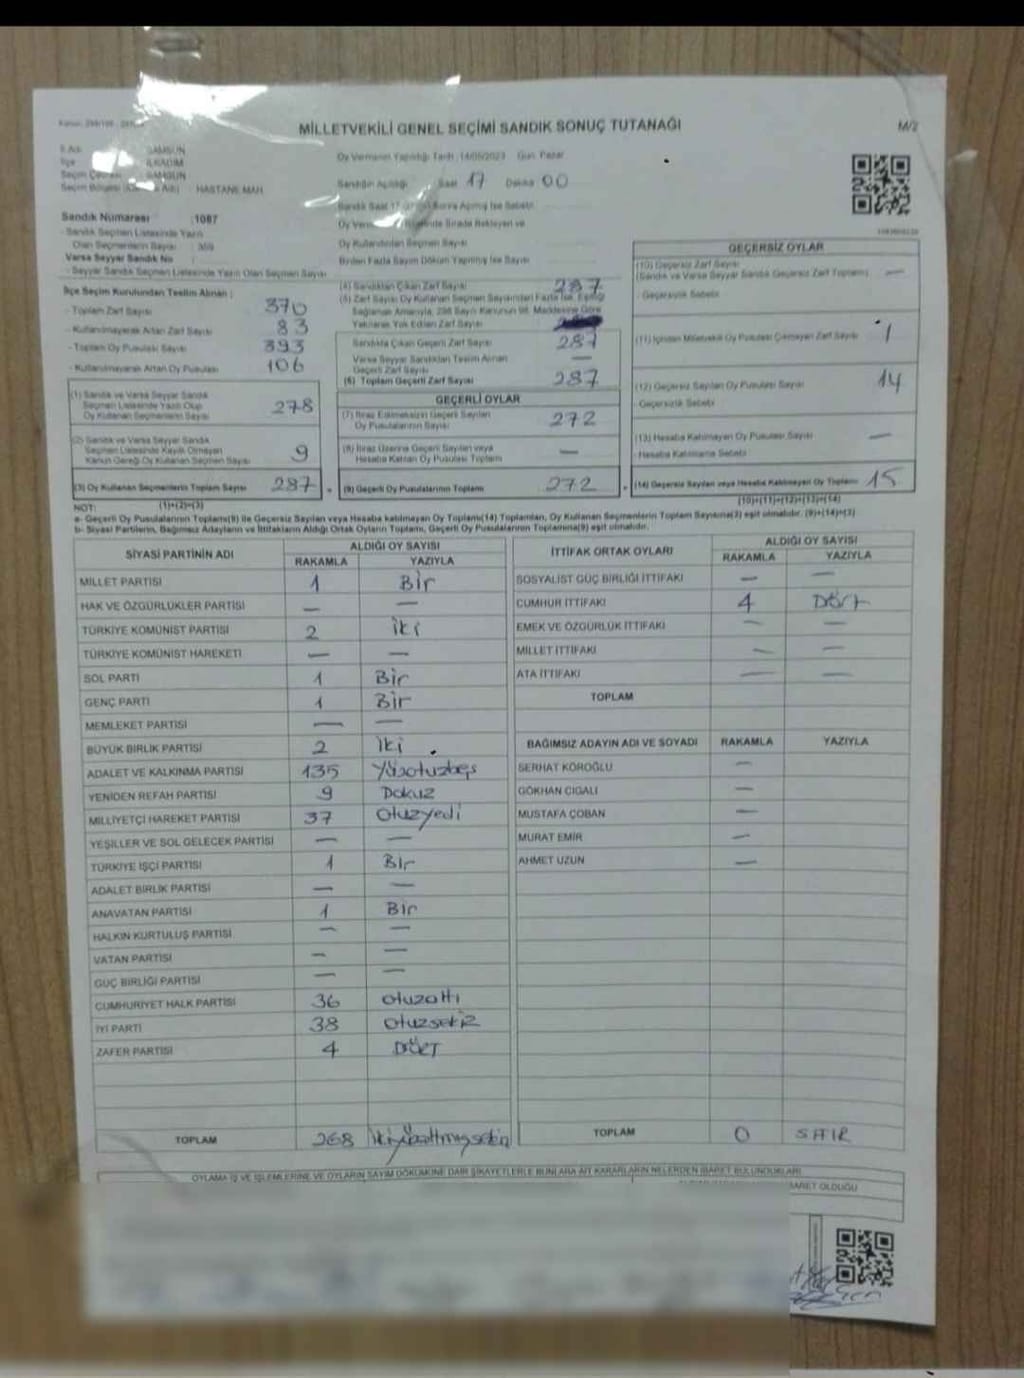 MİLLETVEKİLİ GENEL SEÇİMİ SANDIK SONUÇ TUTANAĞI
M/2
SAMSUN
İlçe İLKADIM
Seçim Çevresi SAMSUN
HASTANE MAH.
Sandık Numarası :1087
- Sandık Seçmen Listesinde Yazılı
Olan Seçmenlerin Sayısı
Varsa Seyyar Sandık No
- Seyyar Sandık Seçmen Listesinde Yazılı Olan Seçmen Sayısı
Oy Vermenin Yapıldığı Tarih :14/05/2023 Gün: Pazar
Sandığın Açıldığı Saat 17 Dakika 00
Oy Kullandırılan Seçmen Sayısı
Birden Fazla Sayım Döküm Yapılmış İse Sayısı
İlçe Seçim Kurulundan Teslim Alınan :
- Toplam Zarf Sayısı 370
- Kullanılmayarak Artan Zarf Sayısı 83
- Toplam Oy Pusulası Sayısı 393
- Kullanılmayarak Artan Oy Pusulası 106
(1) Sandık ve Varsa Seyyar Sandık
Seçmen Listesinde Yazılı Olup
Oy Kullanan Seçmenlerin Sayısı 278
(2) Sandık ve Varsa Seyyar Sandık
Seçmen Listesinde Kaydı Olmayan
Kanun Gereği Oy Kullanan Seçmen Sayısı 9
(3) Oy Kullanan Seçmenlerin Toplam Sayısı 287
(4) Sandıktan Çıkan Zarf Sayısı 287
(5) Zarf Sayısı Oy Kullanan Seçmen Sayısından Fazla İse, Eşitliği
Sağlamak Amacıyla, 298 Sayılı Kanunun 98. Maddesine Göre
Yakılarak Yok Edilen Zarf Sayısı
Sandıkta Çıkan Geçerli Zarf Sayısı 287
Varsa Seyyar Sandıktan Teslim Alınan
Geçerli Zarf Sayısı —
(6) Toplam Geçerli Zarf Sayısı 287
GEÇERLİ OYLAR
(7) İtiraz Edilmeksizin Geçerli Sayılan
Oy Pusulalarının Sayısı 272
(8) İtiraz Üzerine Geçerli Sayılan veya
Hesaba Katılan Oy Pusulası Toplamı —
(9) Geçerli Oy Pusulalarının Toplamı 272
GEÇERSİZ OYLAR
(10) Geçersiz Zarf Sayısı
(Sandık ve Varsa Seyyar Sandık Geçersiz Zarf Toplamı) —
- Geçersizlik Sebebi
(11) İçinden Milletvekili Oy Pusulası Çıkmayan Zarf Sayısı 1
(12) Geçersiz Sayılan Oy Pusulası Sayısı 14
- Geçersizlik Sebebi
(13) Hesaba Katılmayan Oy Pusulası Sayısı —
- Hesaba Katılmama Sebebi
(14) Geçersiz Sayılan veya Hesaba Katılmayan Oy Toplamı 15
(10)+(11)+(12)+(13)=(14)
NOT: (1)+(2)=(3)
a- Geçerli Oy Pusulalarının Toplamı(9) ile Geçersiz Sayılan veya Hesaba katılmayan Oy Toplamı(14) Toplamları, Oy Kullanan Seçmenlerin Toplam Sayısına(3) eşit olmalıdır. (9)+(14)=(3)
b- Siyasi Partilerin, Bağımsız Adayların ve İttifakların Aldığı Ortak Oyların Toplamı, Geçerli Oy Pusulalarının Toplamına(9) eşit olmalıdır.
SİYASİ PARTİNİN ADI ALDIĞI OY SAYISI
RAKAMLA YAZIYLA
MİLLET PARTİSİ 1 Bir
HAK VE ÖZGÜRLÜKLER PARTİSİ — —
TÜRKİYE KOMÜNİST PARTİSİ 2 İki
TÜRKİYE KOMÜNİST HAREKETİ — —
SOL PARTİ 1 Bir
GENÇ PARTİ 1 Bir
MEMLEKET PARTİSİ — —
BÜYÜK BİRLİK PARTİSİ 2 İki
ADALET VE KALKINMA PARTİSİ 135 Yüzotuzbeş
YENİDEN REFAH PARTİSİ 9 Dokuz
MİLLİYETÇİ HAREKET PARTİSİ 37 Otuzyedi
YEŞİLLER VE SOL GELECEK PARTİSİ — —
TÜRKİYE İŞÇİ PARTİSİ 1 Bir
ADALET BİRLİK PARTİSİ — —
ANAVATAN PARTİSİ 1 Bir
HALKIN KURTULUŞ PARTİSİ — —
VATAN PARTİSİ — —
GÜÇ BİRLİĞİ PARTİSİ — —
CUMHURİYET HALK PARTİSİ 36 otuzaltı
İYİ PARTİ 38 otuzsekiz
ZAFER PARTİSİ 4 DÖRT
TOPLAM 268 ikiyüzaltmışsekiz
İTTİFAK ORTAK OYLARI ALDIĞI OY SAYISI
RAKAMLA YAZIYLA
SOSYALİST GÜÇ BİRLİĞİ İTTİFAKI — —
CUMHUR İTTİFAKI 4 Dört
EMEK VE ÖZGÜRLÜK İTTİFAKI — —
MİLLET İTTİFAKI — —
ATA İTTİFAKI — —
TOPLAM
BAĞIMSIZ ADAYIN ADI VE SOYADI RAKAMLA YAZIYLA
SERHAT KÖROĞLU —
GÖKHAN CIGALI —
MUSTAFA ÇOBAN —
MURAT EMİR —
AHMET UZUN —
TOPLAM 0 SIFIR
OYLAMA İŞ VE İŞLEMLERİNE VE OYLARIN SAYIM DÖKÜMÜNE DAİR ŞİKAYETLERLE BUNLARA AİT KARARLARIN NELERDEN İBARET BULUNDUKLARI